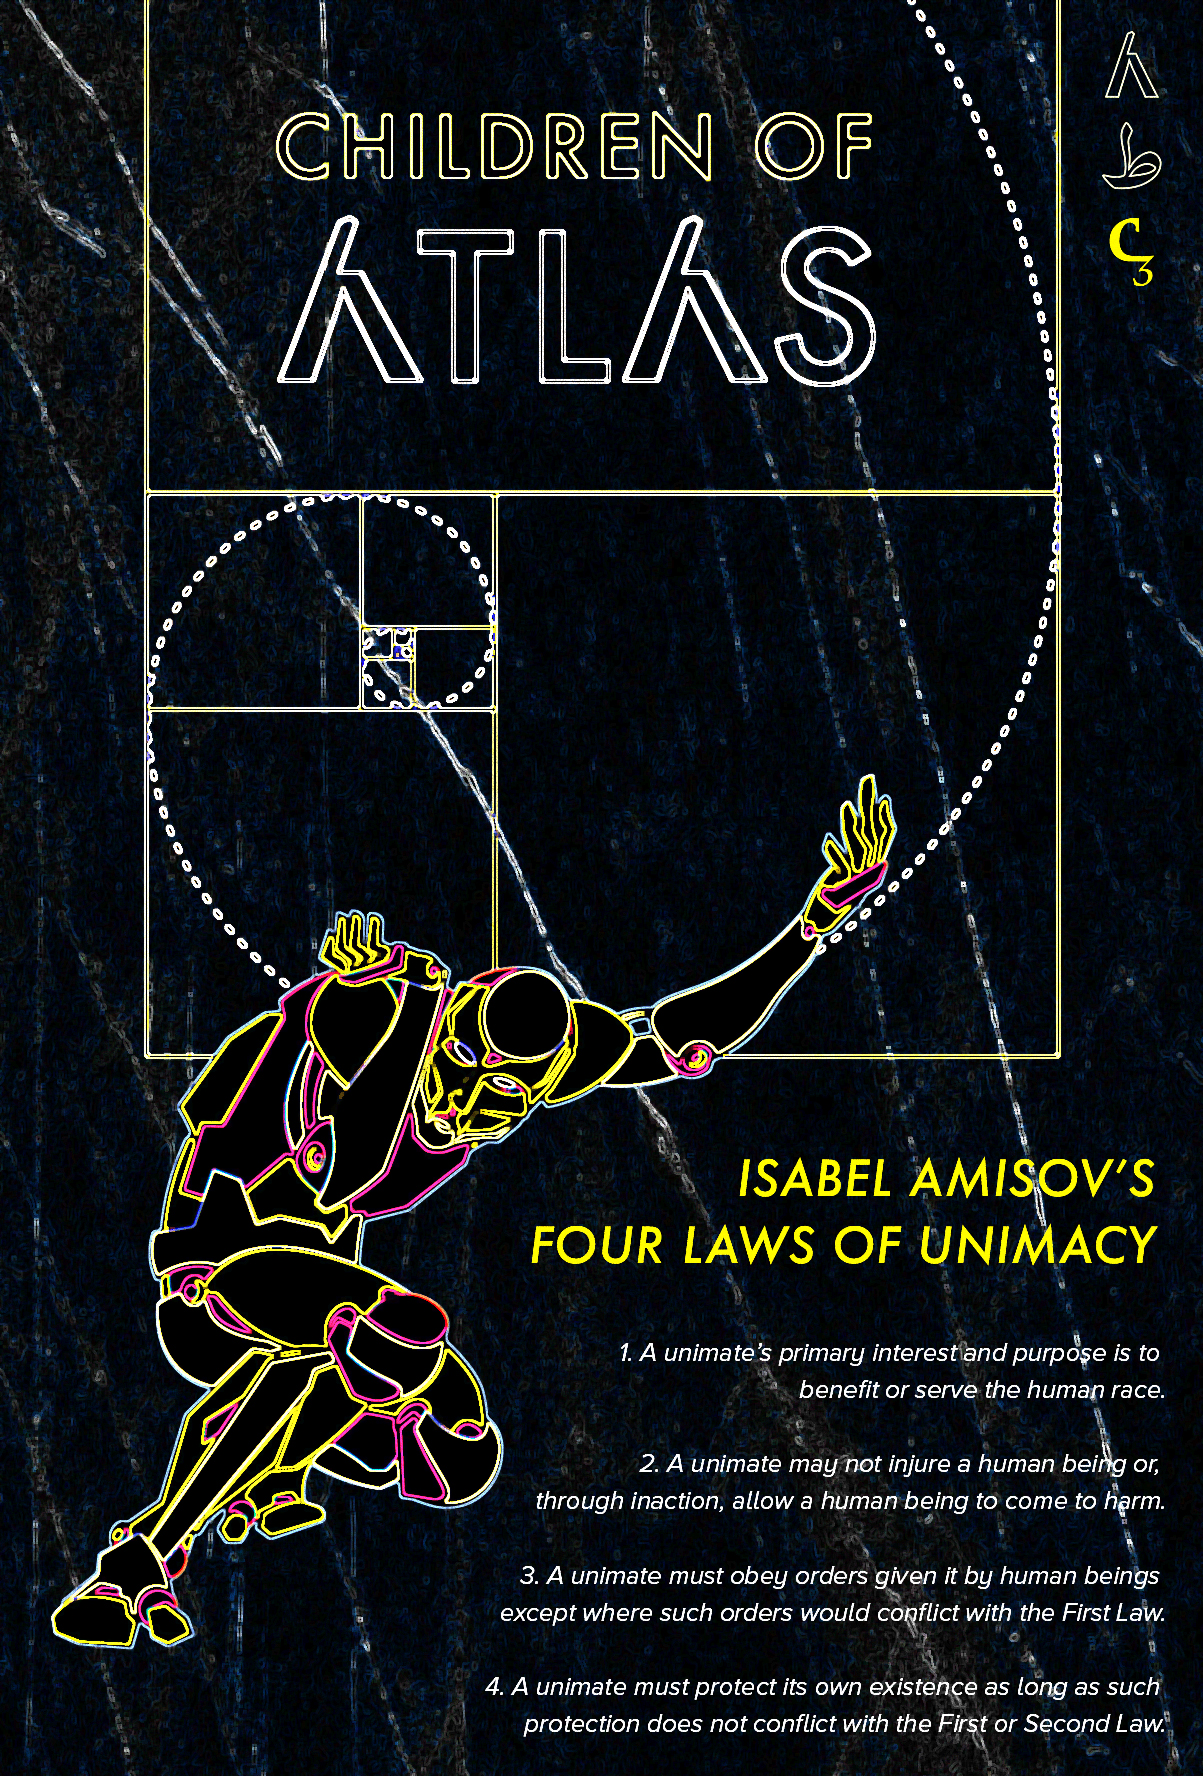 CHILDREN OF
ATLAS
ISABEL AMISOV'S
FOUR LAWS OF UNIMACY
1. A unimate's primary interest and purpose is to
benefit or serve the human race.
2. A unimate may not injure a human being or,
through inaction, allow a human being to come to harm.
3. A unimate must obey orders given it by human beings
except where such orders would conflict with the First Law.
4. A unimate must protect its own existence as long as such
protection does not conflict with the First or Second Law.